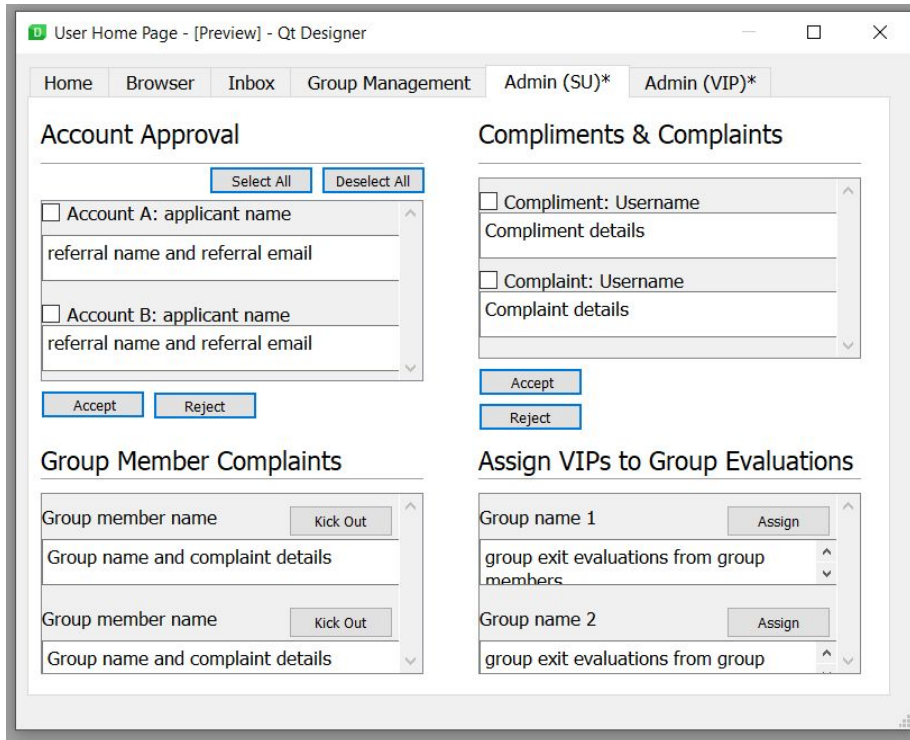 User Home Page - [Preview] - Qt Designer
Home Browser Inbox Group Management Admin (SU)* Admin (VIP)*
Account Approval
Select All Deselect All
Account A: applicant name
referral name and referral email
Account B: applicant name
referral name and referral email
Accept Reject
Compliments & Complaints
Compliment: Username
Compliment details
Complaint: Username
Complaint details
Accept
Reject
Group Member Complaints
Group member name Kick Out
Group name and complaint details
Group member name Kick Out
Group name and complaint details
Assign VIPs to Group Evaluations
Group name 1 Assign
group exit evaluations from group
members
Group name 2 Assign
group exit evaluations from group